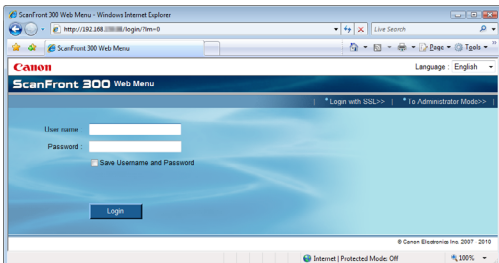 ScanFront 300 Web Menu - Windows Internet Explorer
http://192.168. /login/?lm=0
Live Search
ScanFront 300 Web Menu
Page Tools »
Canon
Language : English
ScanFront 300 Web Menu
| * Login with SSL>> | * To Administrator Mode>> |
User name
Password :
Save Username and Password
Login
© Canon Electronics Inc. 2007 2010
Internet | Protected Mode: Off
100%